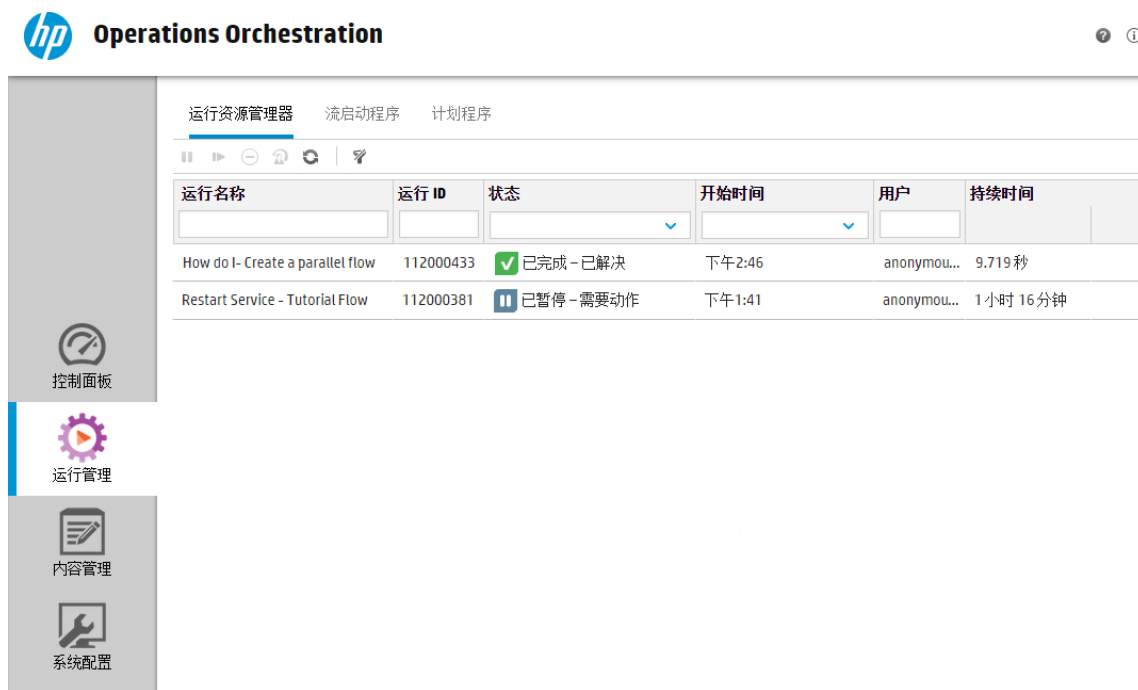 hp Operations Orchestration
运行资源管理器 流启动程序 计划程序
运行名称 运行 ID 状态 开始时间 用户 持续时间
How do I- Create a parallel flow 112000433 已完成 – 已解决 下午2:46 anonymou... 9.719 秒
Restart Service - Tutorial Flow 112000381 已暂停 – 需要动作 下午1:41 anonymou... 1 小时 16 分钟
控制面板
运行管理
内容管理
系统配置